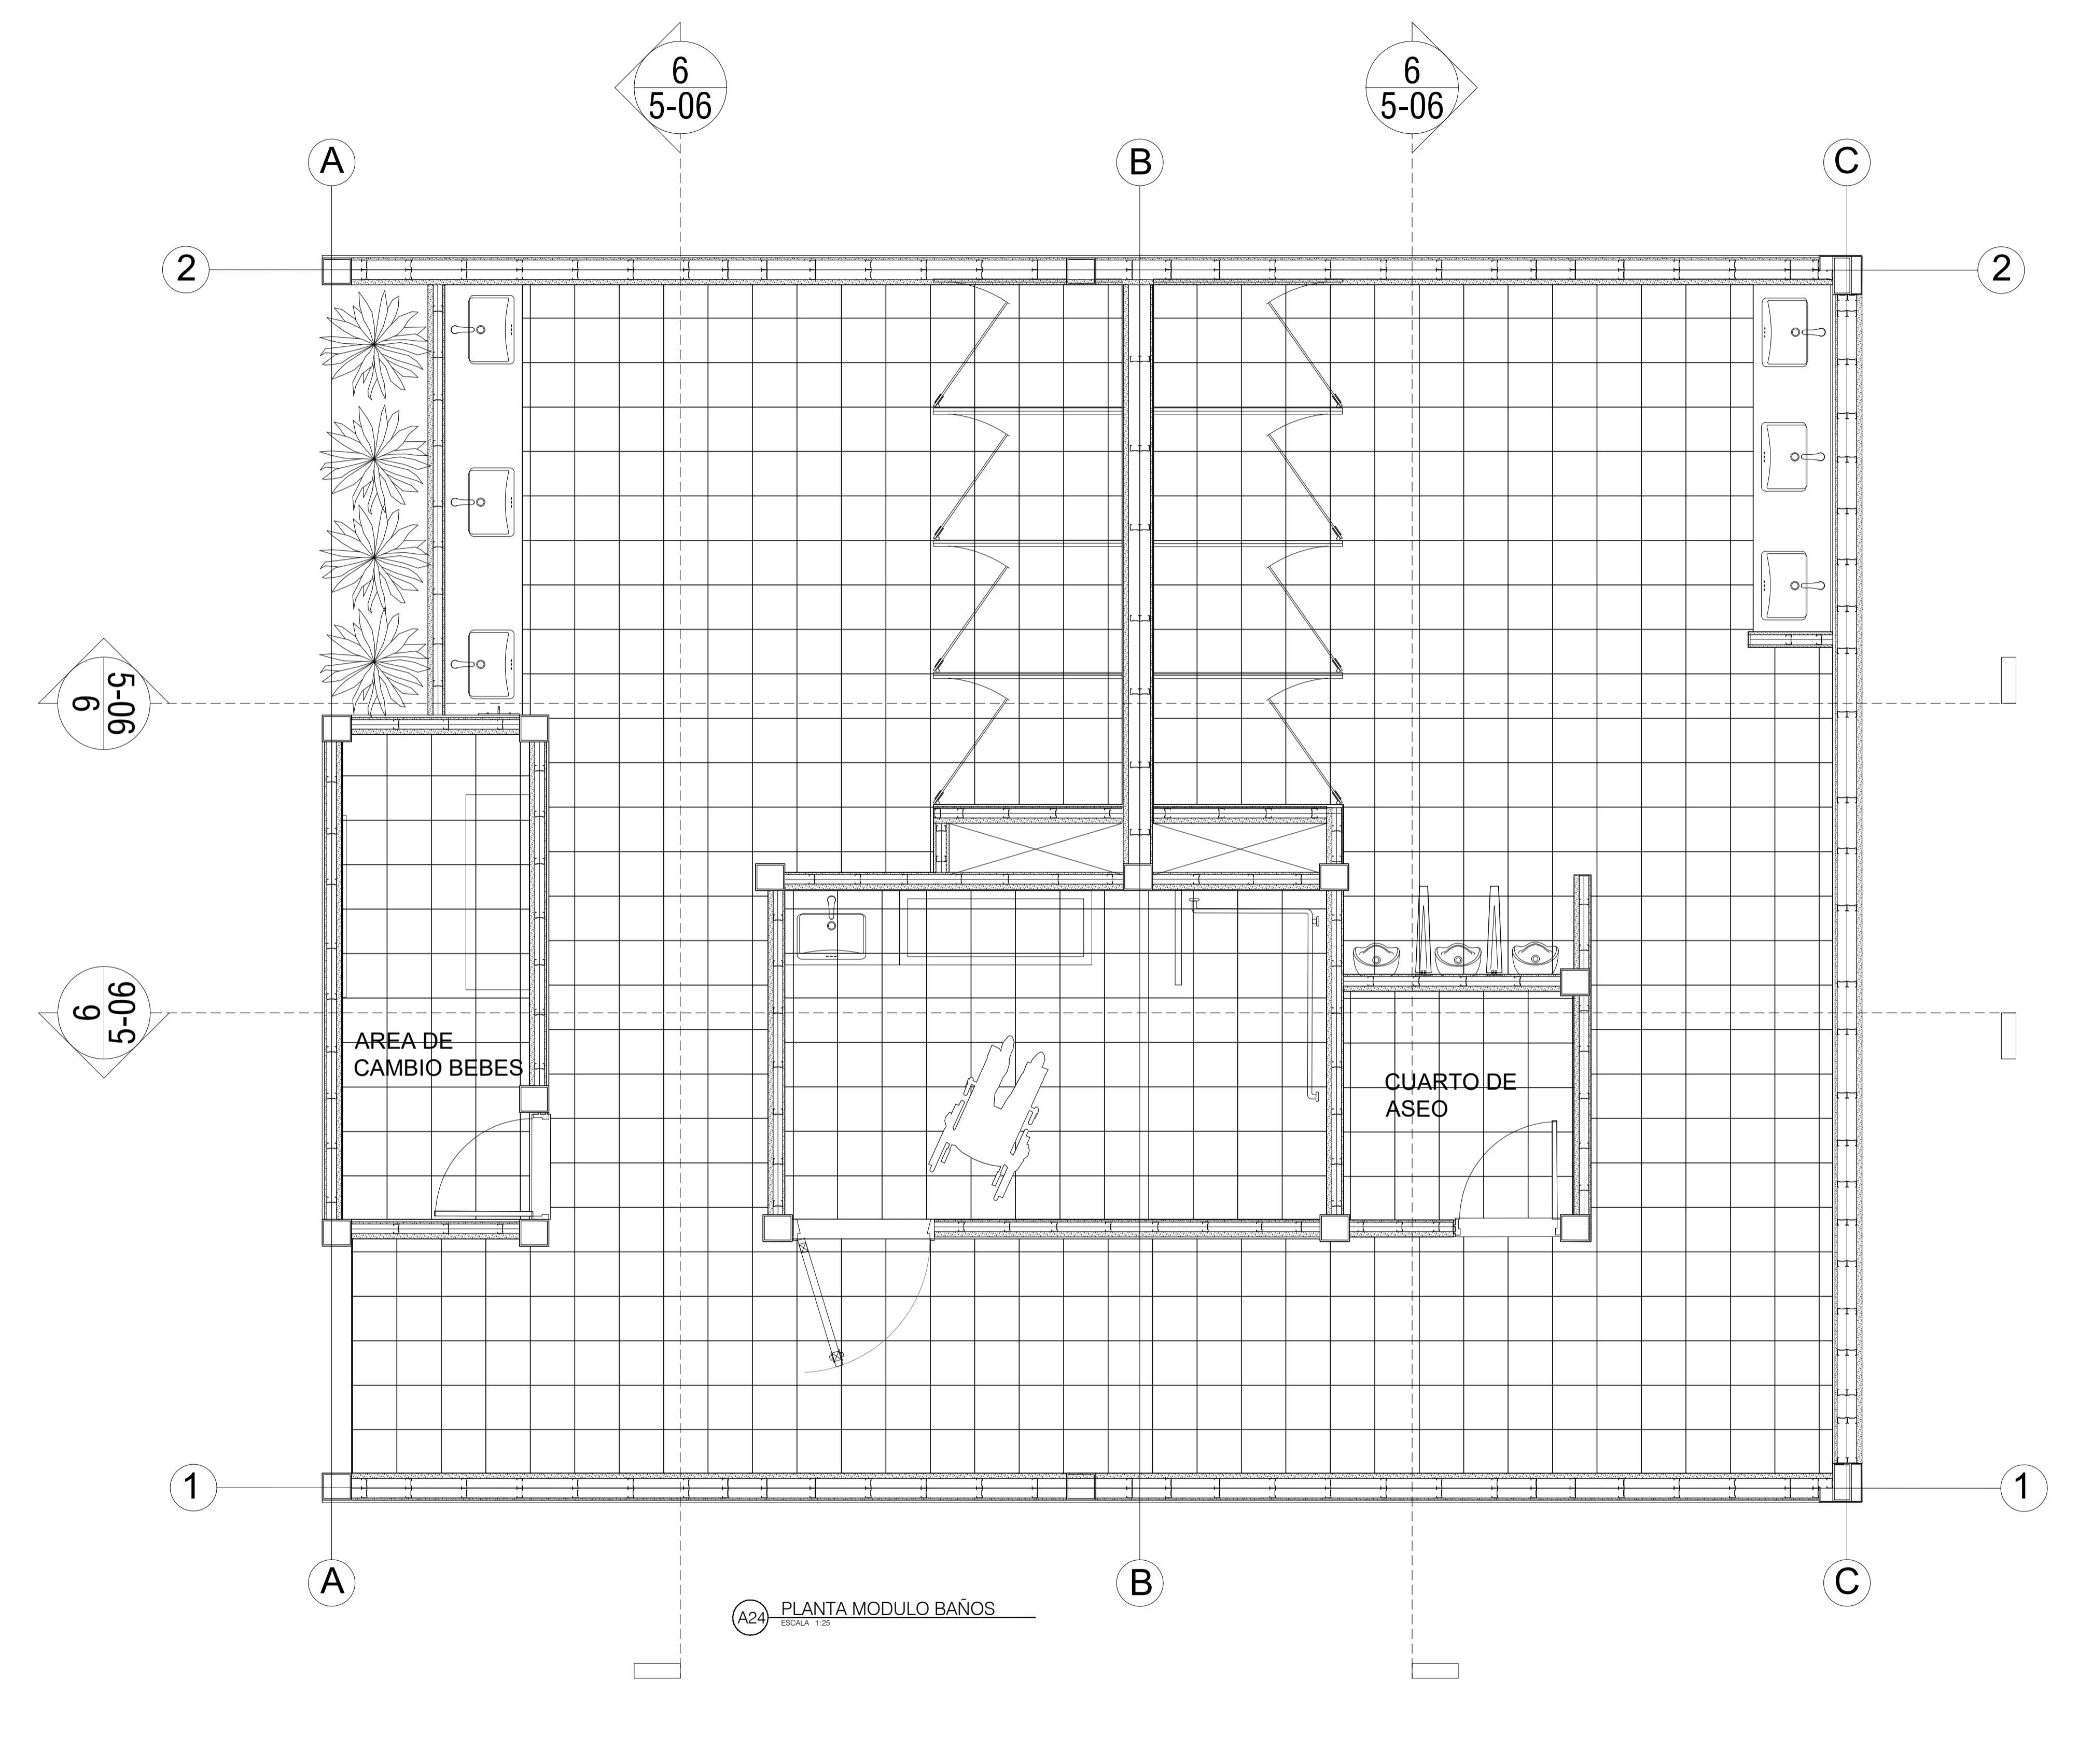 6
5-06
6
5-06
A
B
C
2
2
5-06
6
5-06
6
AREA DE
CAMBIO BEBES
CUARTO DE
ASEO
1
1
A
B
C
A24
PLANTA MODULO BAÑOS
ESCALA 1:25